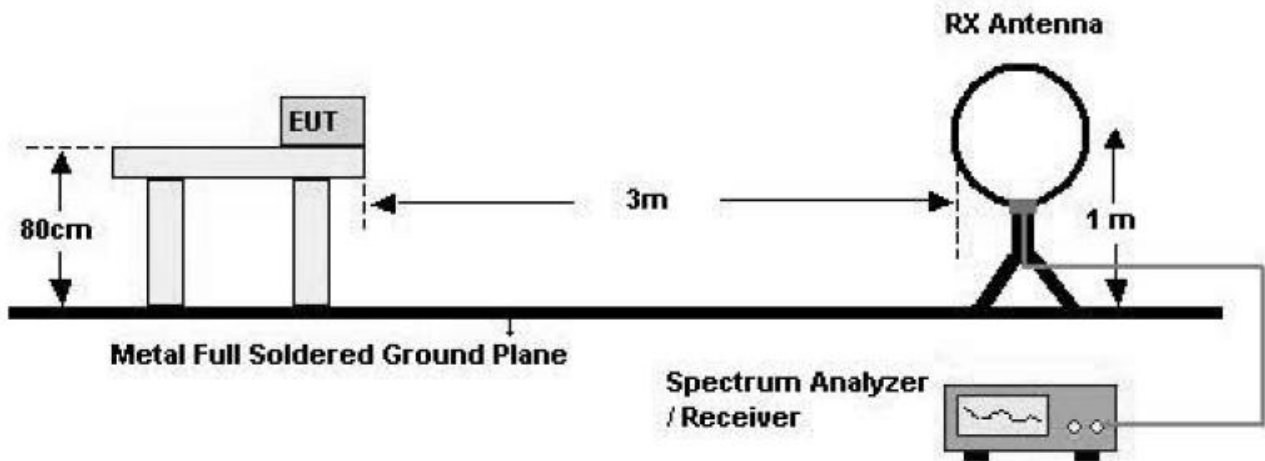 RX Antenna
EUT
80cm
3m
1 m
Metal Full Soldered Ground Plane
Spectrum Analyzer
/ Receiver